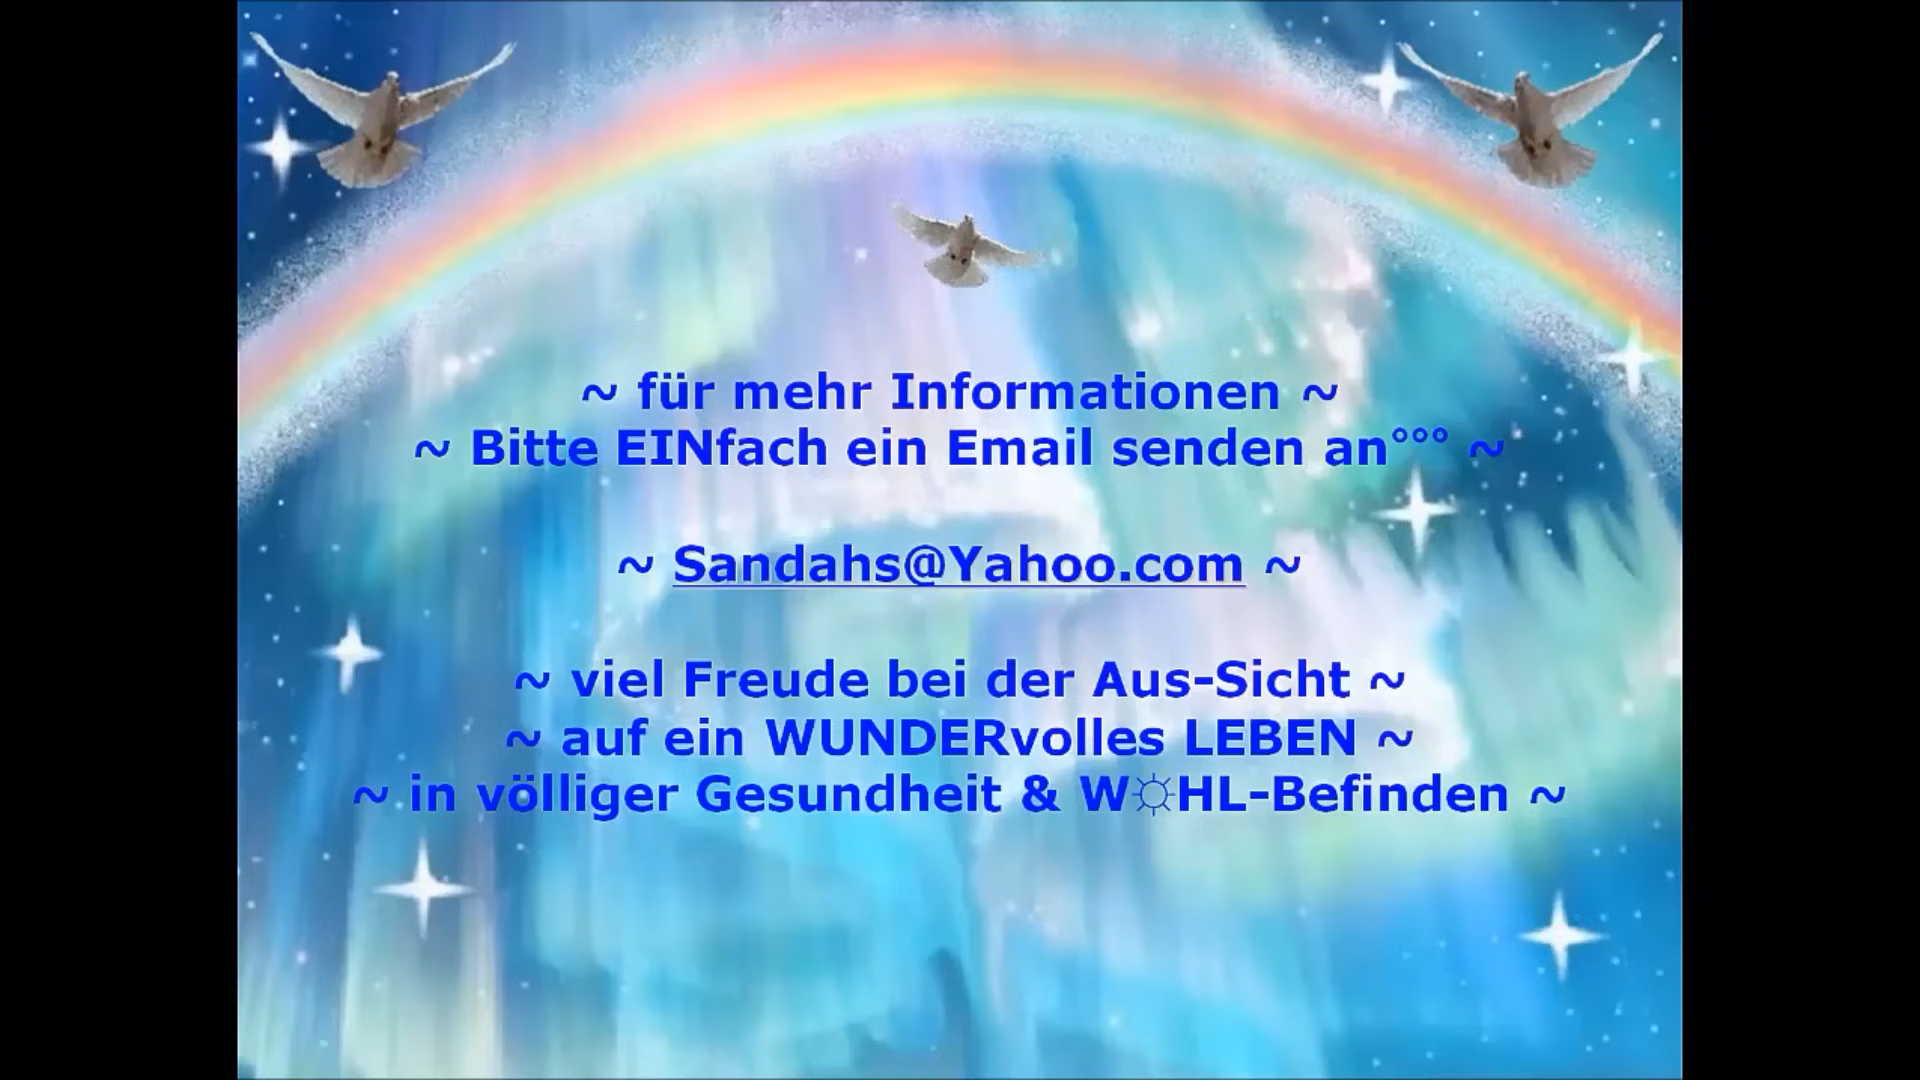 ~ für mehr Informationen ~
~ Bitte EINfach ein Email senden an°°° ~
~ Sandahs@Yahoo.com ~
~ viel Freude bei der Aus-Sicht ~
~ auf ein WUNDERvolles LEBEN ~
~ in völliger Gesundheit & W☼HL-Befinden ~